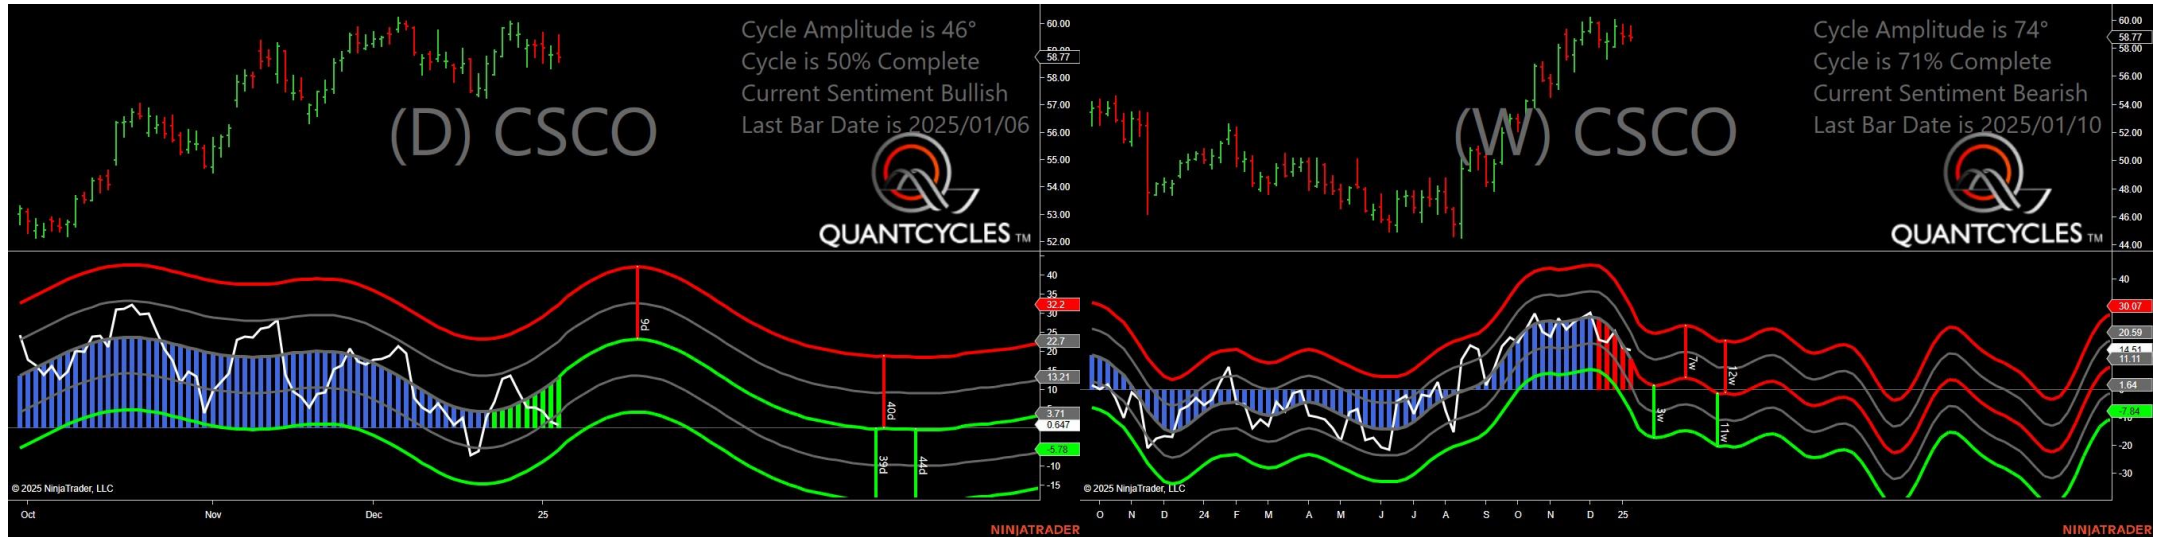 Cycle Amplitude is 46°
Cycle is 50% Complete
Current Sentiment Bullish
Last Bar Date is 2025/01/06
(D) CSCO
QUANTCYCLES TM
60.00
58.77
58.00
57.00
56.00
55.00
54.00
53.00
52.00
40
35
32.2
30
25
22.7
20
15
13.21
10
3.71
0.647
-5.78
-10
-15
9d
40d
39d
44d
© 2025 NinjaTrader, LLC
Oct Nov Dec 25
NINJATRADER
Cycle Amplitude is 74°
Cycle is 71% Complete
Current Sentiment Bearish
Last Bar Date is 2025/01/10
(W) CSCO
QUANTCYCLES TM
60.00
58.77
58.00
56.00
54.00
52.00
50.00
48.00
46.00
44.00
40
30.07
20.59
14.51
11.11
1.64
-7.84
-20
-30
7w
12w
3w
11w
© 2025 NinjaTrader, LLC
O N D 24 F M A M J J A S O N D 25
NINJATRADER